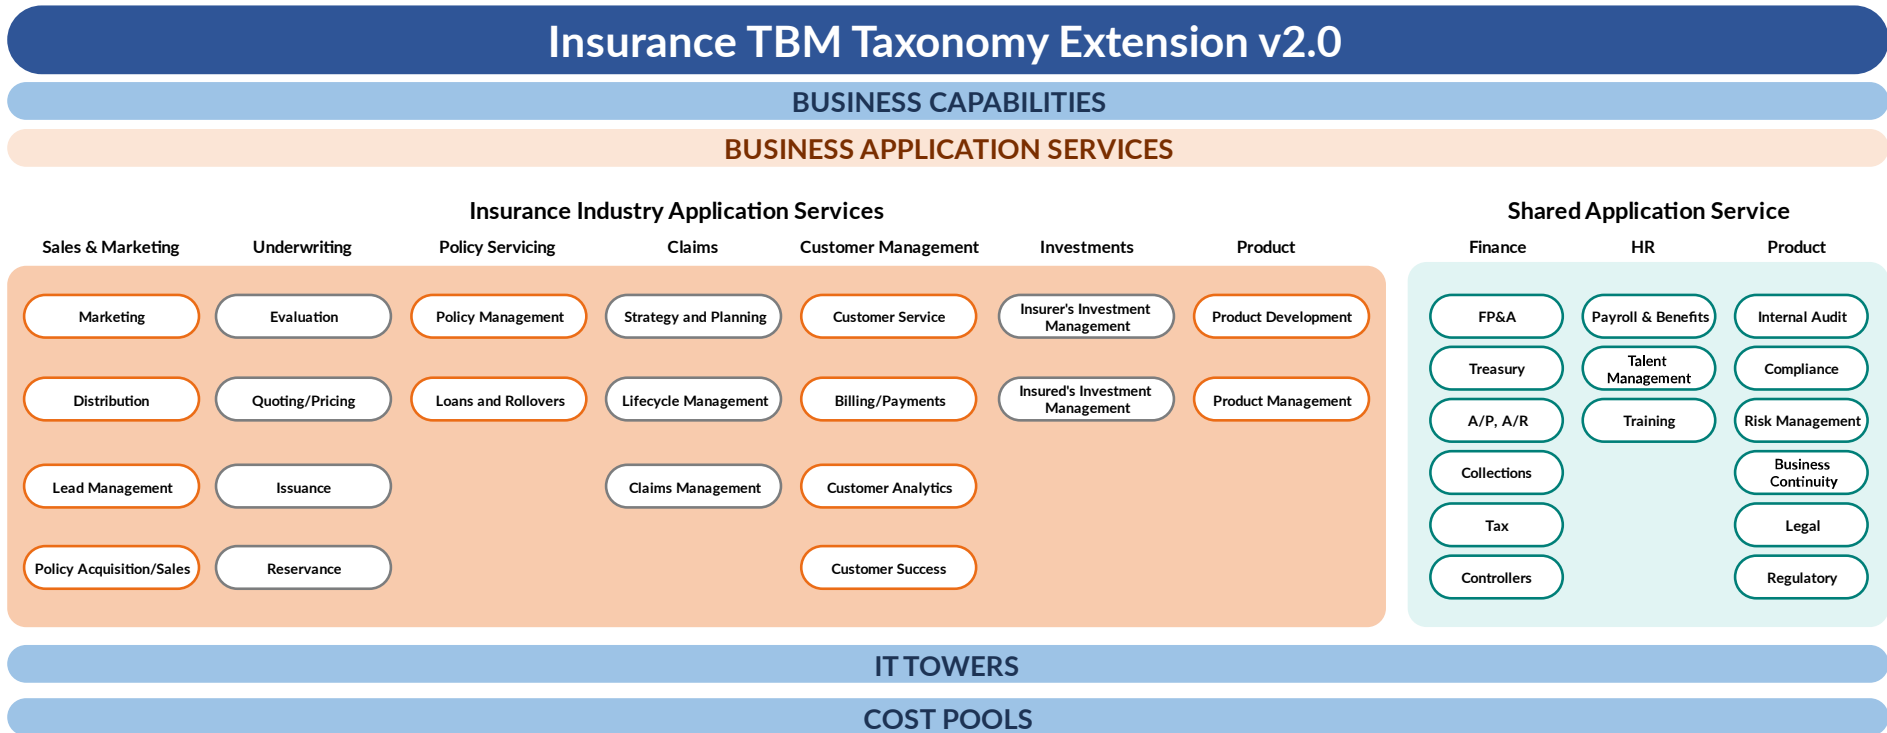 Insurance TBM Taxonomy Extension v2.0
BUSINESS CAPABILITIES
BUSINESS APPLICATION SERVICES
Insurance Industry Application Services
Sales & Marketing
Underwriting
Policy Servicing
Claims
Customer Management
Investments
Product
Marketing
Evaluation
Policy Management
Strategy and Planning
Customer Service
Insurer's Investment
Management
Product Development
Distribution
Quoting/Pricing
Loans and Rollovers
Lifecycle Management
Billing/Payments
Insured's Investment
Management
Product Management
Lead Management
Issuance
Claims Management
Customer Analytics
Policy Acquisition/Sales
Reservance
Customer Success
Shared Application Service
Finance
HR
Product
FP&A
Payroll & Benefits
Internal Audit
Treasury
Talent
Management
Compliance
A/P, A/R
Training
Risk Management
Collections
Business
Continuity
Tax
Legal
Controllers
Regulatory
IT TOWERS
COST POOLS